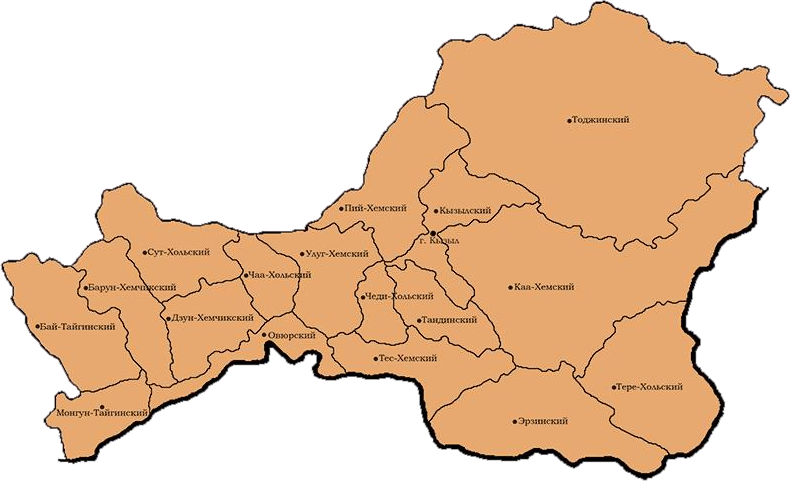 Тоджинский
Пий-Хемский
Кызылский
г. Кызыл
Сут-Хольский
Улуг-Хемский
Чаа-Хольский
Барун-Хемчикский
Каа-Хемский
Чеди-Хольский
Дзун-Хемчикский
Тандинский
Бай-Тайгинский
Овюрский
Тес-Хемский
Тере-Хольский
Монгун-Тайгинский
Эрзинский